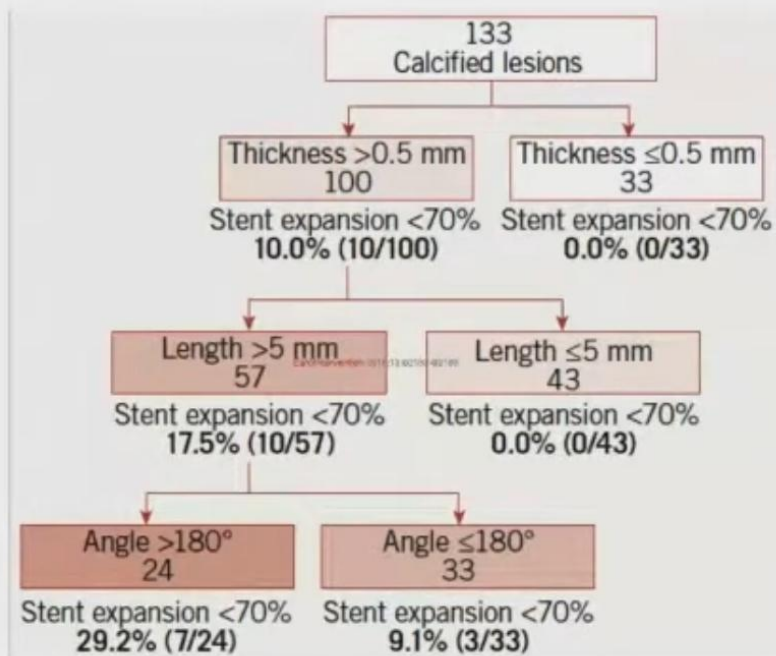 133
Calcified lesions
Thickness >0.5 mm
100
Thickness ≤0.5 mm
33
Stent expansion <70%
10.0% (10/100)
Stent expansion <70%
0.0% (0/33)
Length >5 mm
57
Length ≤5 mm
43
Stent expansion <70%
17.5% (10/57)
Stent expansion <70%
0.0% (0/43)
Angle >180°
24
Angle ≤180°
33
Stent expansion <70%
29.2% (7/24)
Stent expansion <70%
9.1% (3/33)